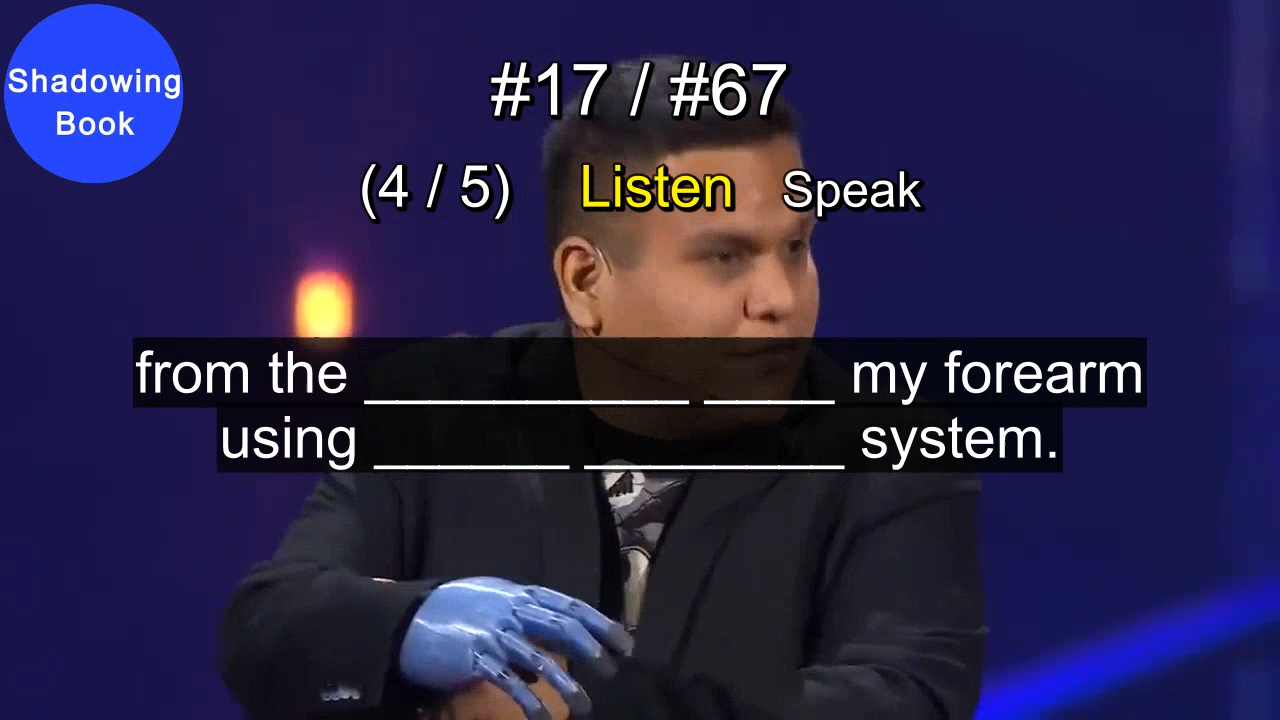 Shadowing
Book
#17 / #67
(4 / 5) Listen Speak
from the __________ ____ my forearm
using ______ ________ system.